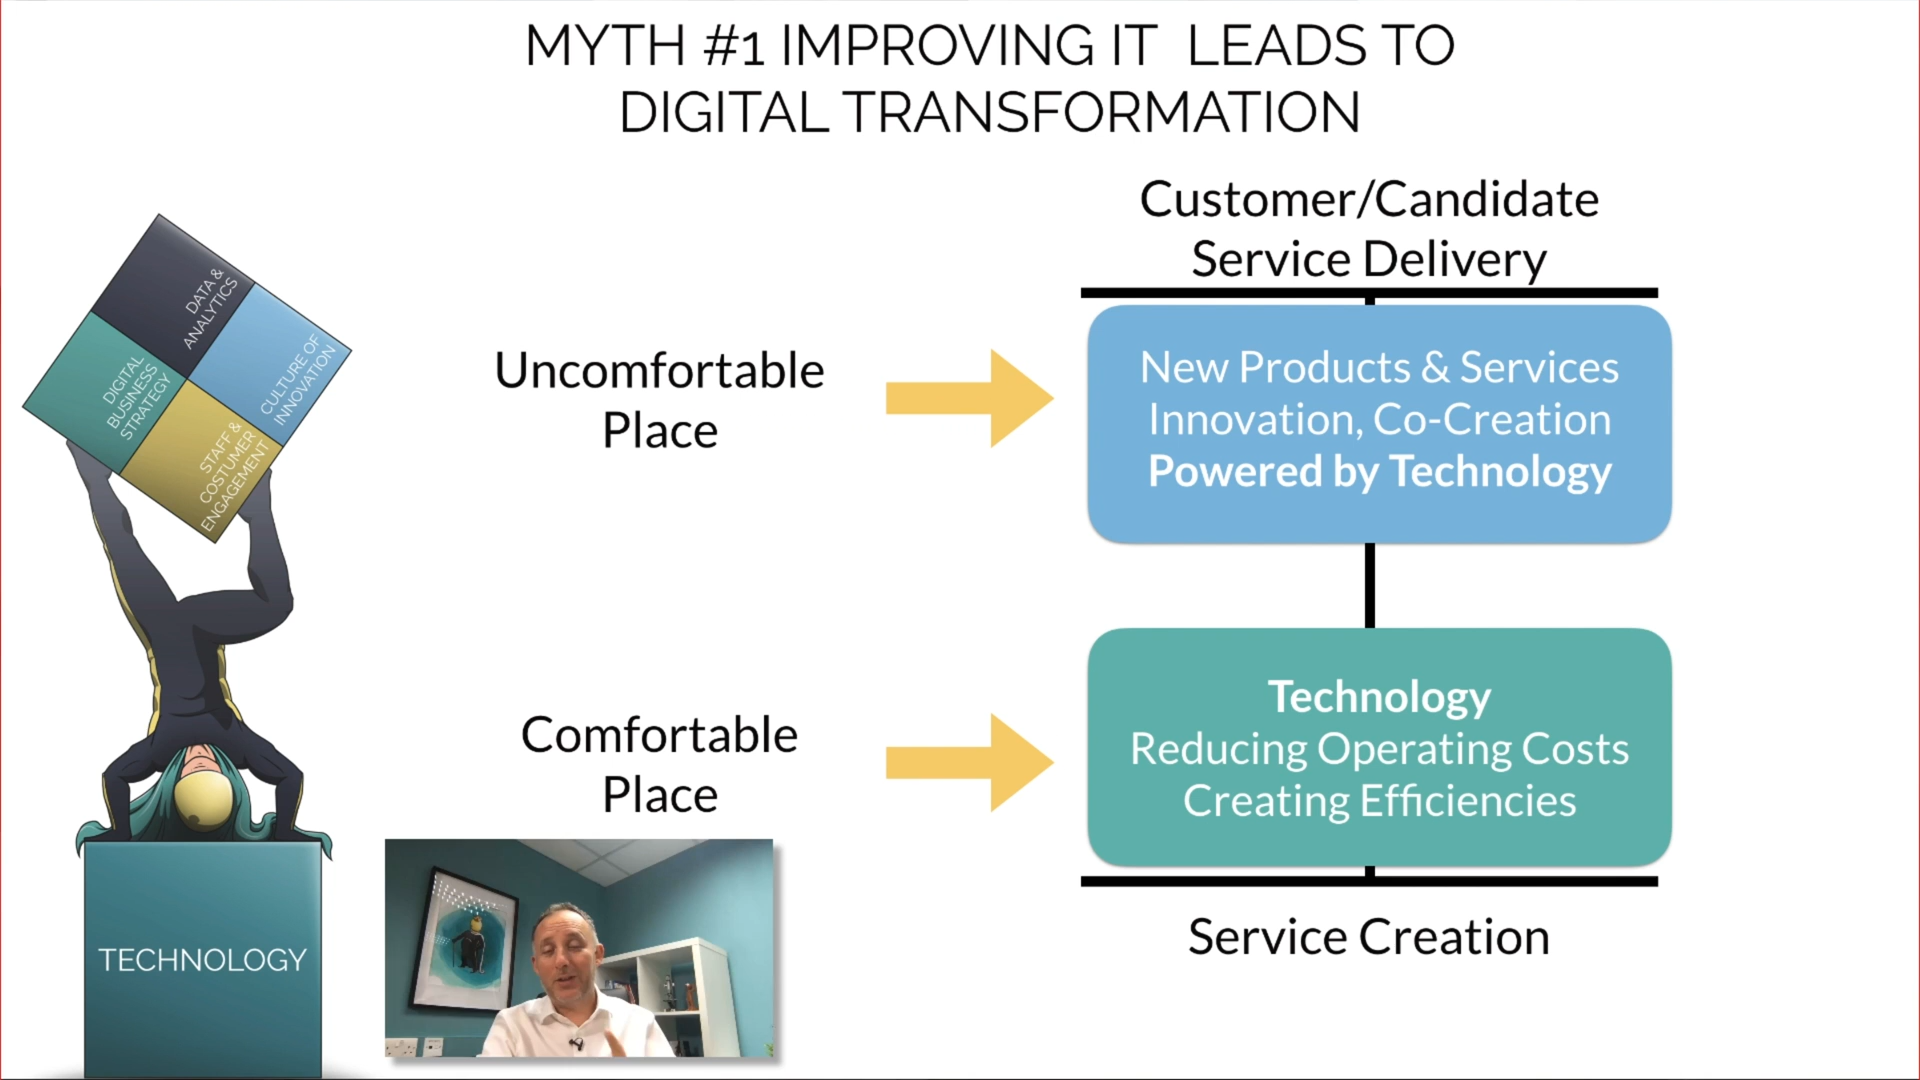 MYTH #1 IMPROVING IT LEADS TO
DIGITAL TRANSFORMATION
Customer/Candidate
Service Delivery
Uncomfortable
Place
New Products & Services
Innovation, Co-Creation
Powered by Technology
Comfortable
Place
Technology
Reducing Operating Costs
Creating Efficiencies
Service Creation
DATA &
ANALYTICS
CULTURE OF
INNOVATION
DIGITAL
BUSINESS
STRATEGY
STAFF &
COSTUMER
ENGAGEMENT
TECHNOLOGY